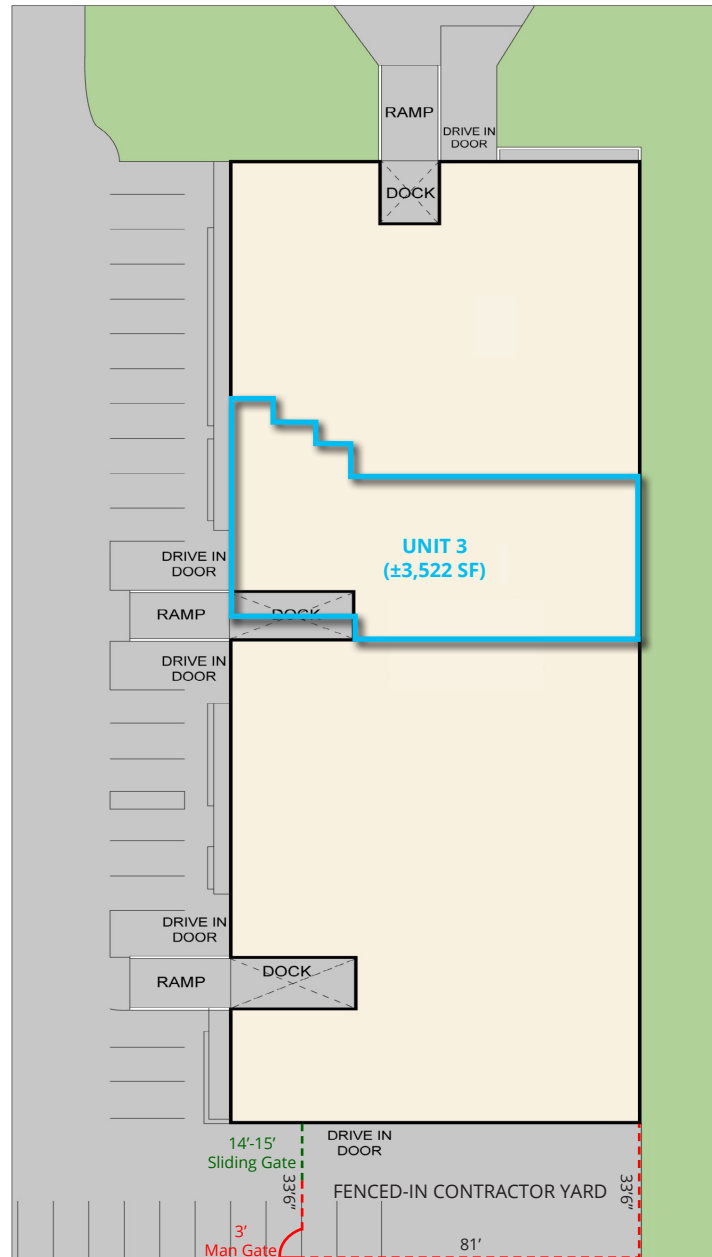 RAMP
DRIVE IN
DOOR
DOCK
UNIT 3
(±3,522 SF)
DRIVE IN
DOOR
RAMP
DOCK
DRIVE IN
DOOR
DRIVE IN
DOOR
RAMP
DOCK
14'-15'
Sliding Gate
DRIVE IN
DOOR
33'6"
FENCED-IN CONTRACTOR YARD
33'6"
3'
Man Gate
81'